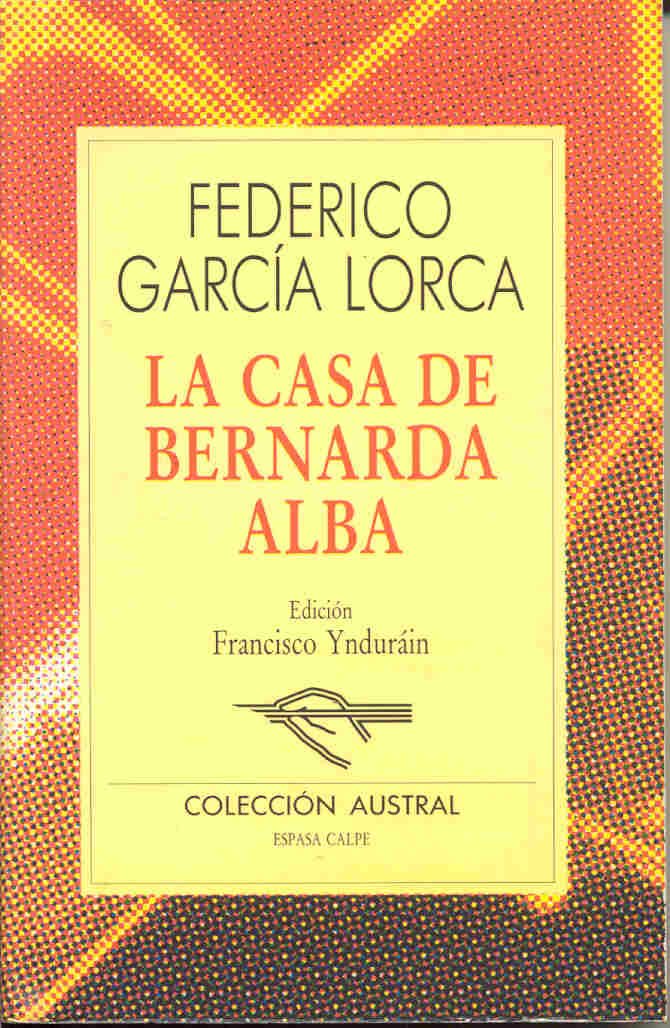 FEDERICO
GARCÍA LORCA
LA CASA DE
BERNARDA
ALBA
Edición
Francisco Ynduráin
COLECCIÓN AUSTRAL
ESPASA CALPE